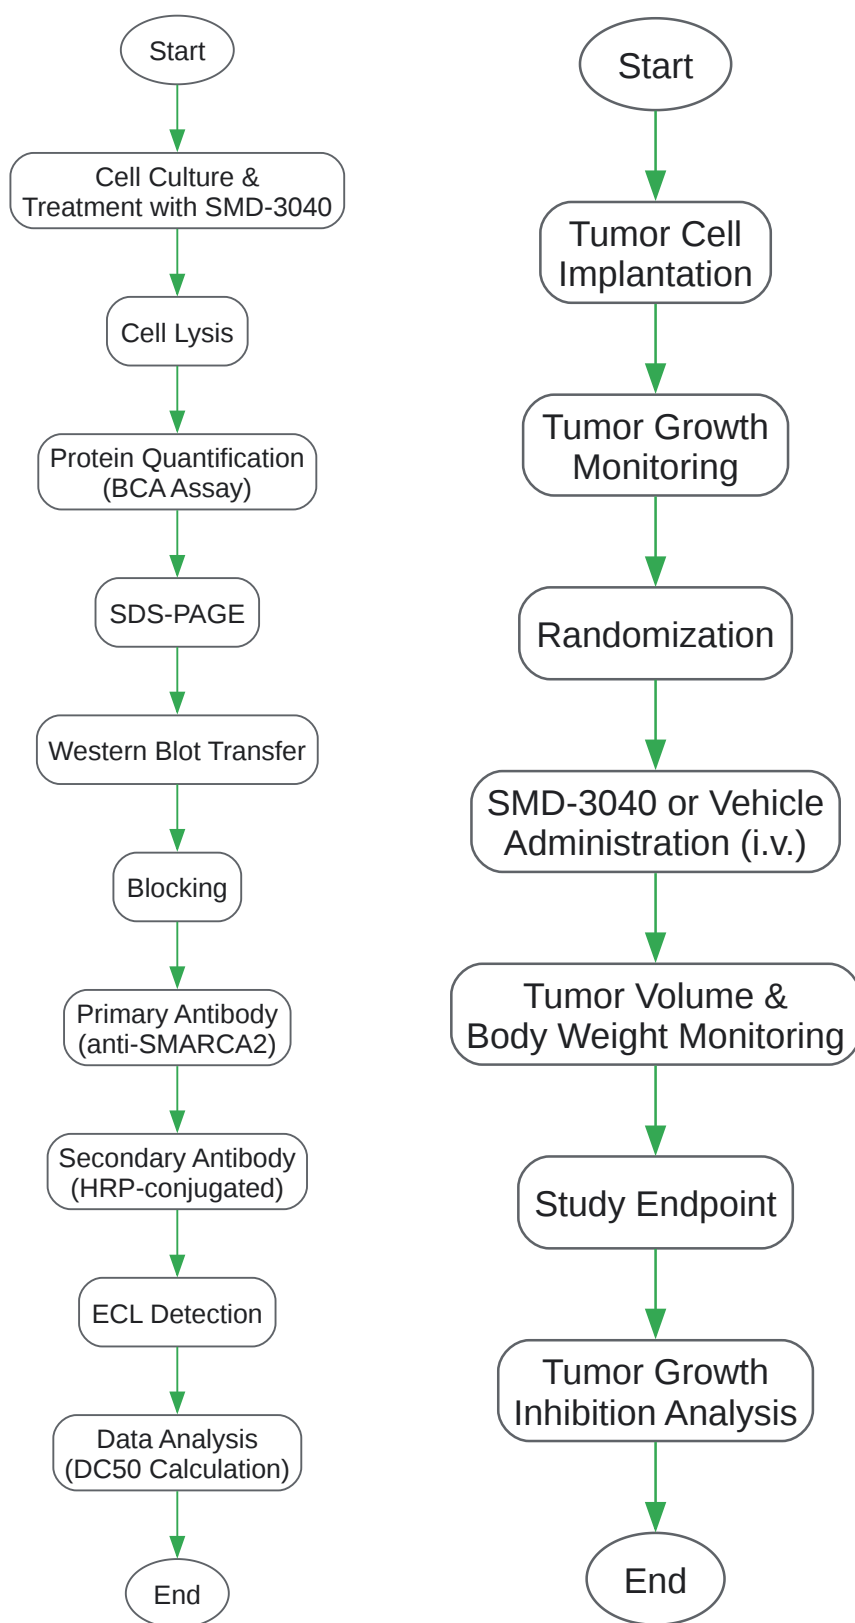 Start
Cell Culture &
Treatment with SMD-3040
Cell Lysis
Protein Quantification
(BCA Assay)
SDS-PAGE
Western Blot Transfer
Blocking
Primary Antibody
(anti-SMARCA2)
Secondary Antibody
(HRP-conjugated)
ECL Detection
Data Analysis
(DC50 Calculation)
End
Start
Tumor Cell
Implantation
Tumor Growth
Monitoring
Randomization
SMD-3040 or Vehicle
Administration (i.v.)
Tumor Volume &
Body Weight Monitoring
Study Endpoint
Tumor Growth
Inhibition Analysis
End